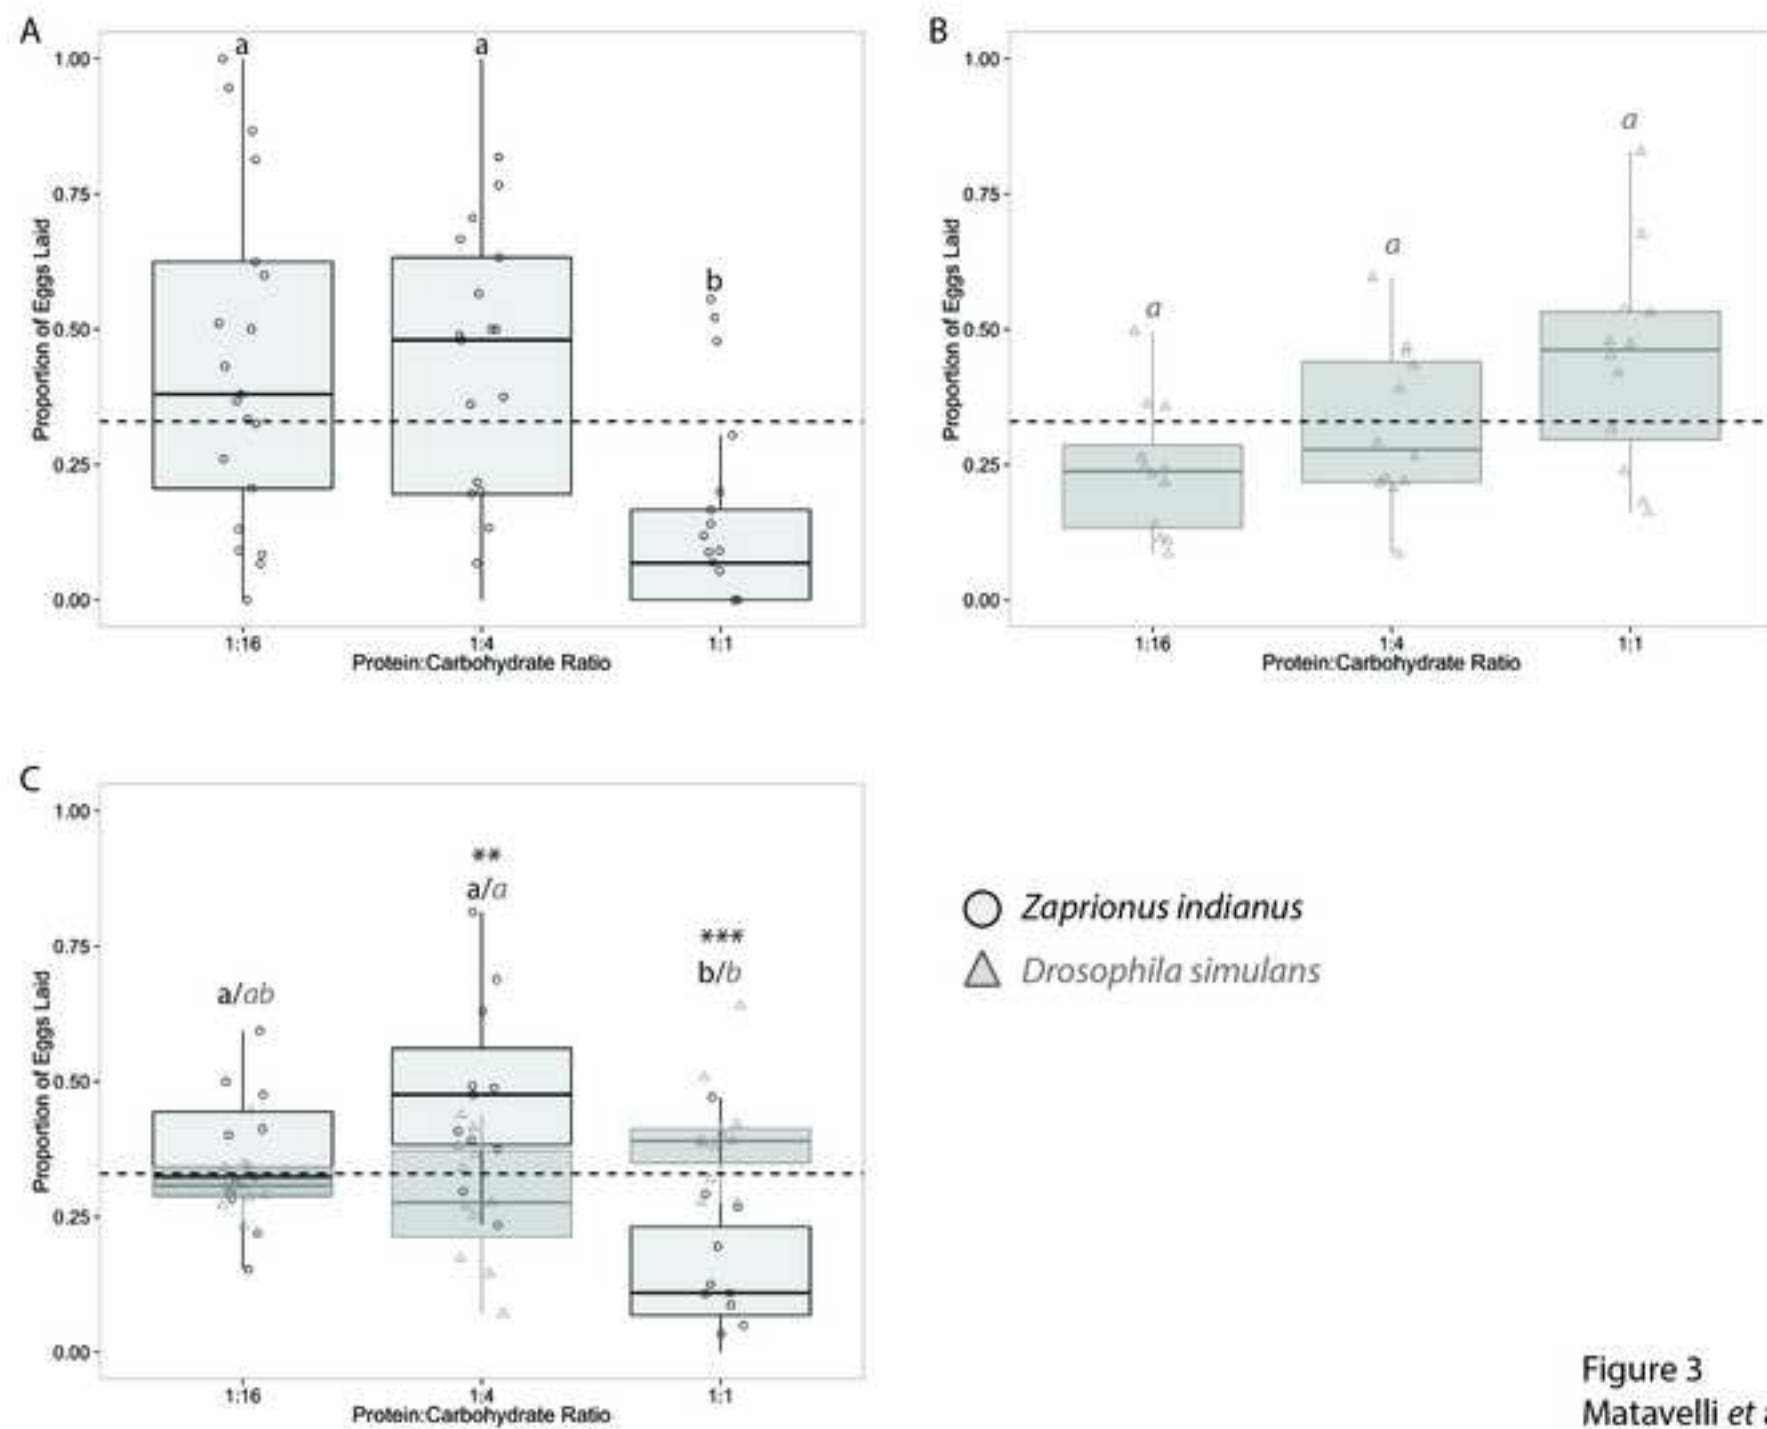 A
Proportion of Eggs Laid
1.00
0.75
0.50
0.25
0.00
a
a
b
1:16
1:4
1:1
Protein:Carbohydrate Ratio
B
Proportion of Eggs Laid
1.00
0.75
0.50
0.25
0.00
a
a
a
1:16
1:4
1:1
Protein:Carbohydrate Ratio
C
Proportion of Eggs Laid
1.00
0.75
0.50
0.25
0.00
a/ab
**
a/a
***
b/b
1:16
1:4
1:1
Protein:Carbohydrate Ratio
Zaprionus indianus
Drosophila simulans
Figure 3
Matavelli et